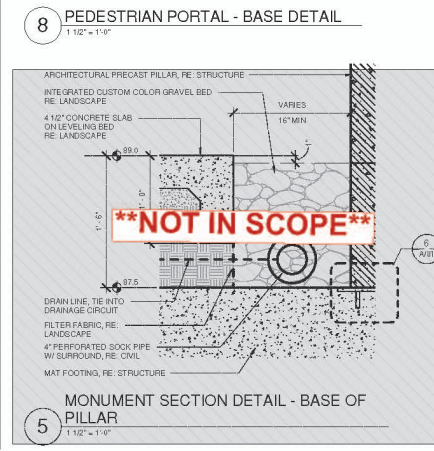 8
PEDESTRIAN PORTAL - BASE DETAIL
1 1/2" = 1'-0"
ARCHITECTURAL PRECAST PILLAR, RE: STRUCTURE
INTEGRATED CUSTOM COLOR GRAVEL BED
RE: LANDSCAPE
VARIES
16" MIN
4 1/2" CONCRETE SLAB
ON LEVELING BED
RE: LANDSCAPE
1"
89.0
1'-6"
**NOT IN SCOPE**
6
87.5
DRAIN LINE, TIE INTO
DRAINAGE CIRCUIT
FILTER FABRIC, RE:
LANDSCAPE
4" PERFORATED SOCK PIPE
W/ SURROUND, RE: CIVIL
MAT FOOTING, RE: STRUCTURE
5
MONUMENT SECTION DETAIL - BASE OF
PILLAR
1 1/2" = 1'-0"